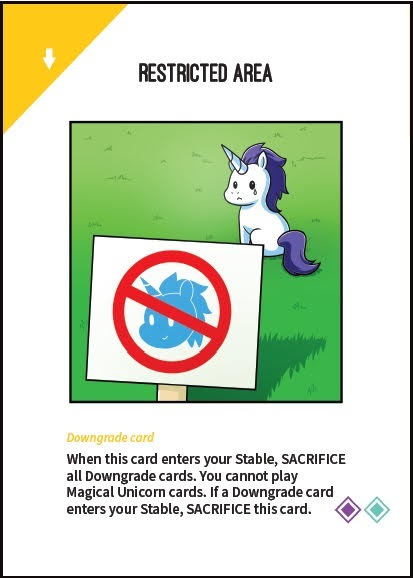 RESTRICTED AREA
Downgrade card
When this card enters your Stable, SACRIFICE
all Downgrade cards. You cannot play
Magical Unicorn cards. If a Downgrade card
enters your Stable, SACRIFICE this card.